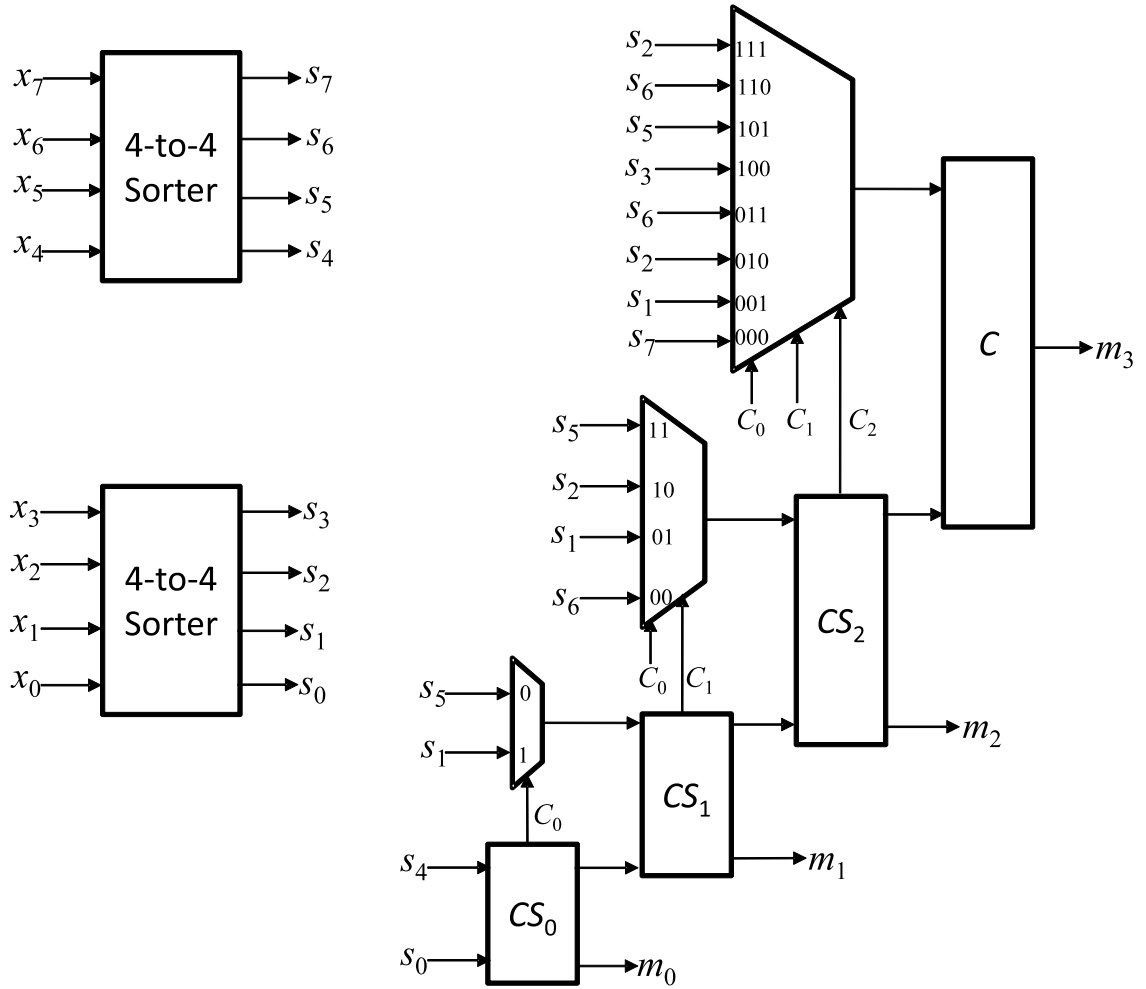 x7
x6
x5
x4
4-to-4
Sorter
s7
s6
s5
s4
x3
x2
x1
x0
4-to-4
Sorter
s3
s2
s1
s0
s2 111
s6 110
s5 101
s3 100
s6 011
s2 010
s1 001
s7 000
C0 C1 C2
C
m3
s5 11
s2 10
s1 01
s6 00
C0 C1
CS2
m2
s5 0
s1 1
C0
CS1
m1
s4
s0
CS0
m0